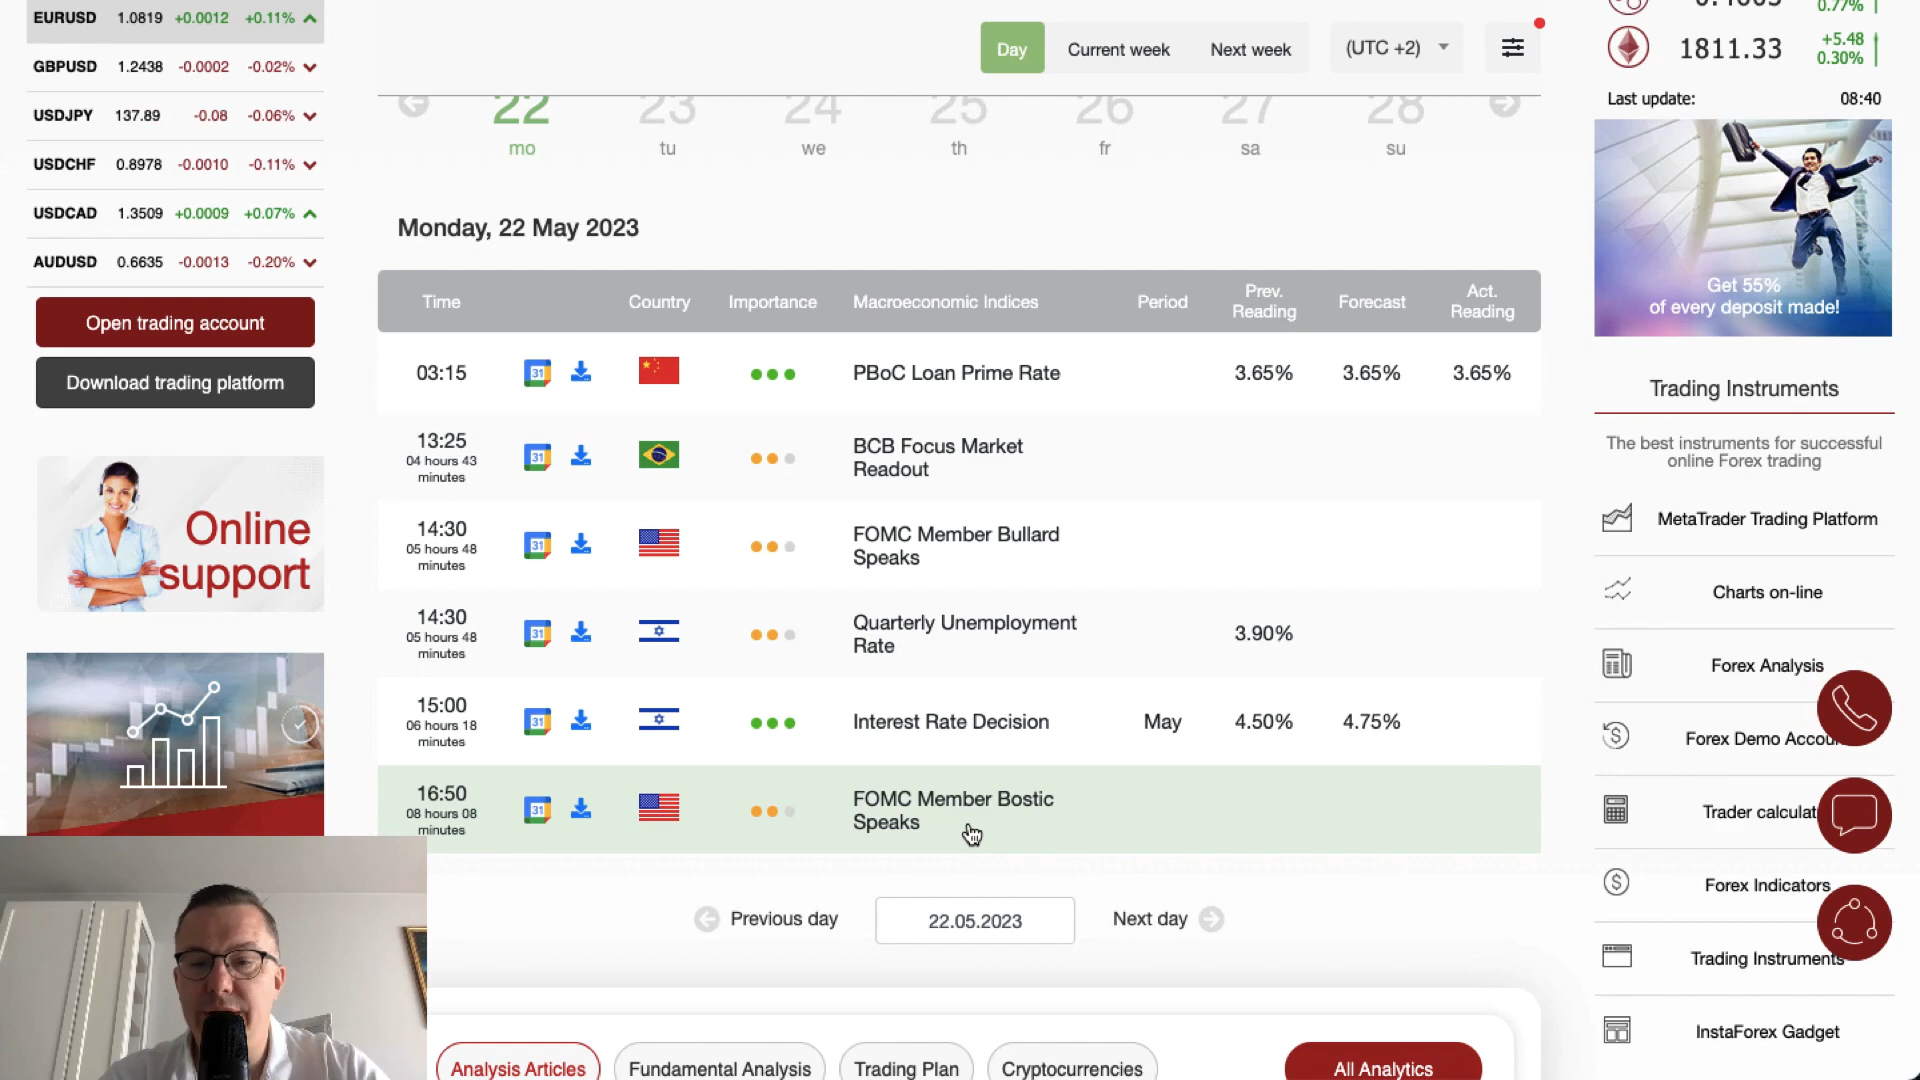 EURUSD 1.0819 +0.0012 +0.11%
GBPUSD 1.2438 -0.0002 -0.02%
USDJPY 137.89 -0.08 -0.06%
USDCHF 0.8978 -0.0010 -0.11%
USDCAD 1.3509 +0.0009 +0.07%
AUDUSD 0.6635 -0.0013 -0.20%
Open trading account
Download trading platform
Online
support
Day Current week Next week (UTC +2)
22 23 24 25 26 27 28
mo tu we th fr sa su
Monday, 22 May 2023
Time Country Importance Macroeconomic Indices Period Prev. Reading Forecast Act. Reading
03:15 31 PBoC Loan Prime Rate 3.65% 3.65% 3.65%
13:25
04 hours 43
minutes
31
BCB Focus Market
Readout
14:30
05 hours 48
minutes
31
FOMC Member Bullard
Speaks
14:30
05 hours 48
minutes
31
Quarterly Unemployment
Rate
3.90%
15:00
06 hours 18
minutes
31
Interest Rate Decision May 4.50% 4.75%
16:50
08 hours 08
minutes
31
FOMC Member Bostic
Speaks
Previous day 22.05.2023 Next day
Analysis Articles Fundamental Analysis Trading Plan Cryptocurrencies All Analytics
0.77%
1811.33 +5.48
0.30%
Last update: 08:40
Get 55%
of every deposit made!
Trading Instruments
The best instruments for successful
online Forex trading
MetaTrader Trading Platform
Charts on-line
Forex Analysis
Forex Demo Accou
Trader calculat
Forex Indicators
Trading Instruments
InstaForex Gadget